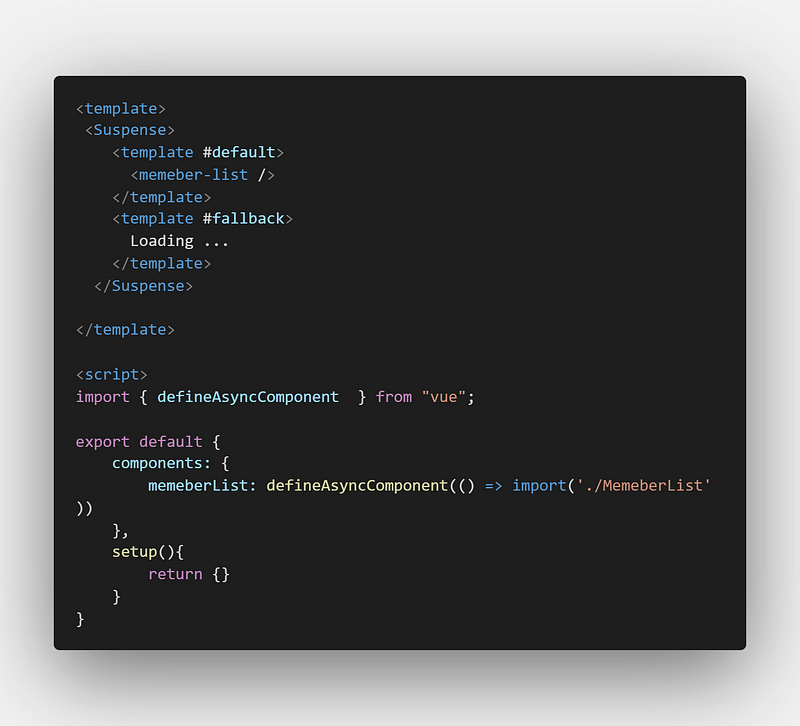 <template>
 <Suspense>
    <template #default>
      <memeber-list />
    </template>
    <template #fallback>
      Loading ...
    </template>
  </Suspense>

</template>

<script>
import { defineAsyncComponent  } from "vue";

export default {
    components: {
        memeberList: defineAsyncComponent(() => import('./MemeberList'
))
    },
    setup(){
        return {}
    }
}